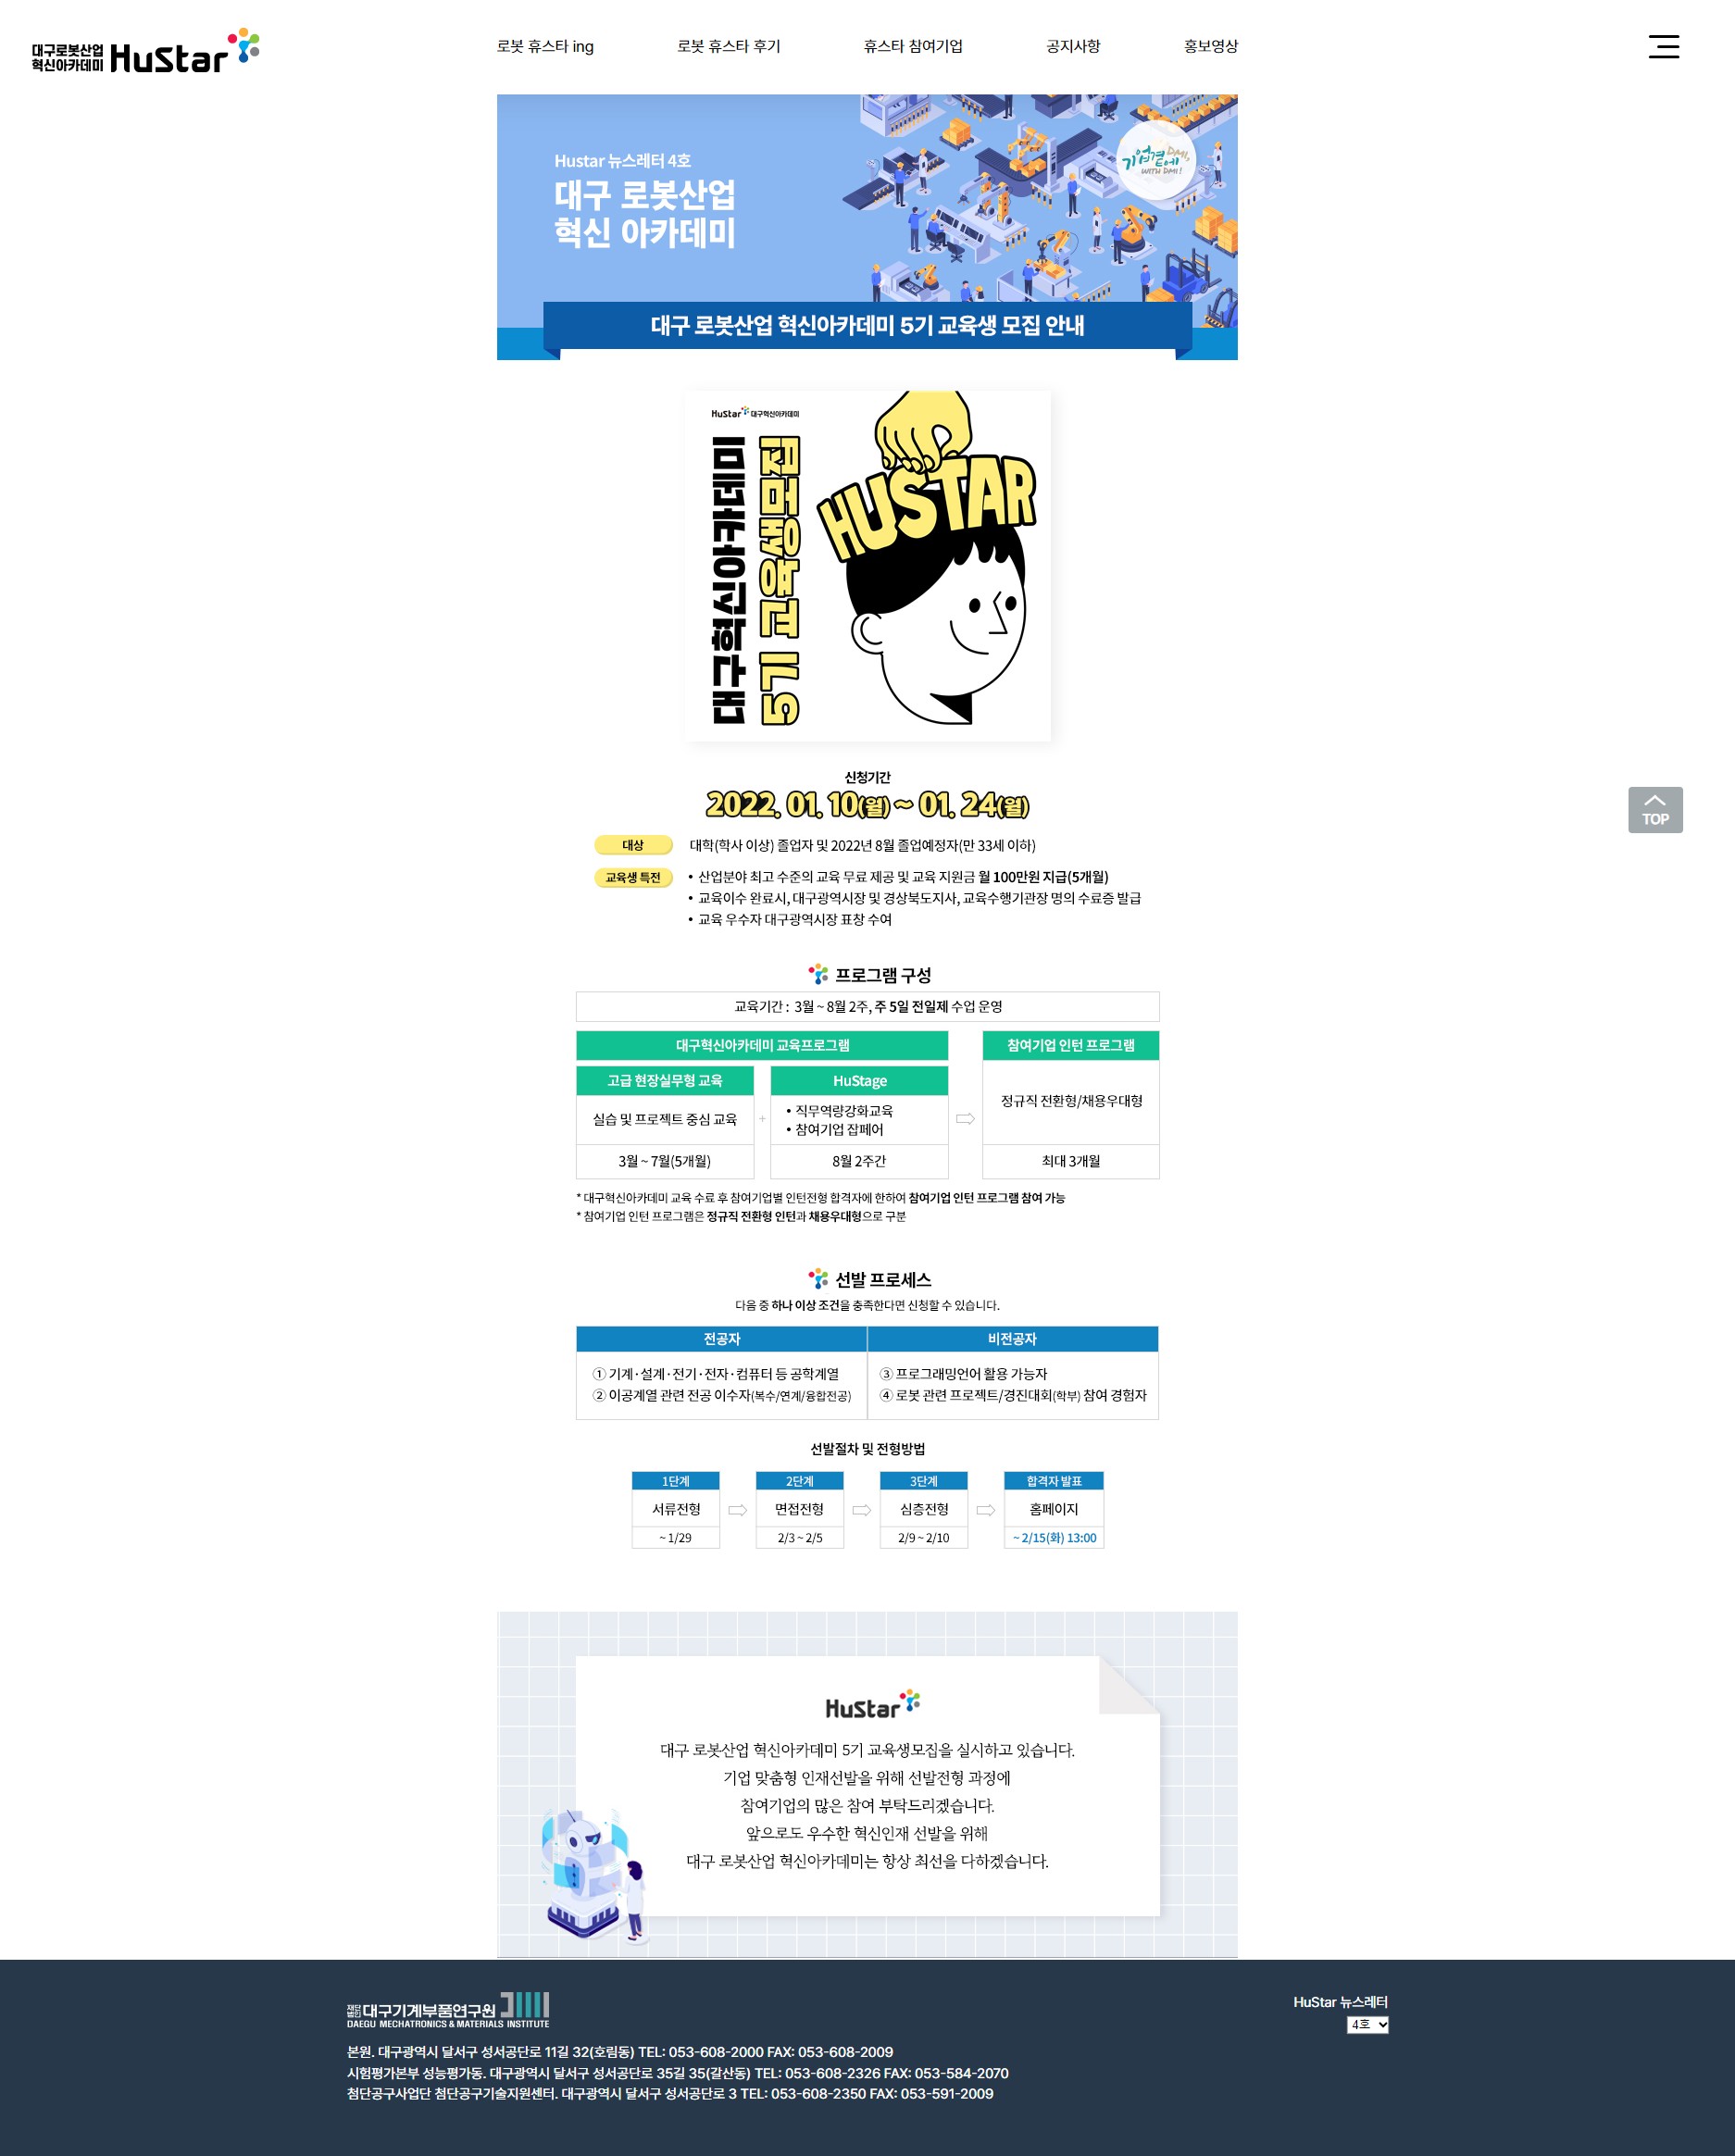 대구로봇산업
혁신아카데미 HuStar
로봇 휴스타 ing
로봇 휴스타 후기
휴스타 참여기업
공지사항
홍보영상
Hustar 뉴스레터 4호
대구 로봇산업
혁신 아카데미
기업곁에 DMI,
WITH DMI!
대구 로봇산업 혁신아카데미 5기 교육생 모집 안내
HuStar 대구혁신아카데미
대구혁신아카데미
5기 교육생모집
HUSTAR
신청기간
2022. 01. 10(월) ~ 01. 24(월)
대상 대학(학사 이상) 졸업자 및 2022년 8월 졸업예정자(만 33세 이하)
교육생 특전 • 산업분야 최고 수준의 교육 무료 제공 및 교육 지원금 월 100만원 지급(5개월)
• 교육이수 완료시, 대구광역시장 및 경상북도지사, 교육수행기관장 명의 수료증 발급
• 교육 우수자 대구광역시장 표창 수여
TOP
프로그램 구성
교육기간 : 3월 ~ 8월 2주, 주 5일 전일제 수업 운영
대구혁신아카데미 교육프로그램
참여기업 인턴 프로그램
고급 현장실무형 교육
HuStage
실습 및 프로젝트 중심 교육
+
• 직무역량강화교육
• 참여기업 잡페어
정규직 전환형/채용우대형
3월 ~ 7월(5개월)
8월 2주간
최대 3개월
* 대구혁신아카데미 교육 수료 후 참여기업별 인턴전형 합격자에 한하여 참여기업 인턴 프로그램 참여 가능
* 참여기업 인턴 프로그램은 정규직 전환형 인턴과 채용우대형으로 구분
선발 프로세스
다음 중 하나 이상 조건을 충족한다면 신청할 수 있습니다.
전공자
비전공자
① 기계·설계·전기·전자·컴퓨터 등 공학계열
② 이공계열 관련 전공 이수자(복수/연계/융합전공)
③ 프로그래밍언어 활용 가능자
④ 로봇 관련 프로젝트/경진대회(학부) 참여 경험자
선발절차 및 전형방법
1단계
2단계
3단계
합격자 발표
서류전형
면접전형
심층전형
홈페이지
~ 1/29
2/3 ~ 2/5
2/9 ~ 2/10
~ 2/15(화) 13:00
HuStar
대구 로봇산업 혁신아카데미 5기 교육생모집을 실시하고 있습니다.
기업 맞춤형 인재선발을 위해 선발전형 과정에
참여기업의 많은 참여 부탁드리겠습니다.
앞으로도 우수한 혁신인재 선발을 위해
대구 로봇산업 혁신아카데미는 항상 최선을 다하겠습니다.
재단법인 대구기계부품연구원
DAEGU MECHATRONICS & MATERIALS INSTITUTE
HuStar 뉴스레터
4호
본원. 대구광역시 달서구 성서공단로 11길 32(호림동) TEL: 053-608-2000 FAX: 053-608-2009
시험평가본부 성능평가동. 대구광역시 달서구 성서공단로 35길 35(갈산동) TEL: 053-608-2326 FAX: 053-584-2070
첨단공구사업단 첨단공구기술지원센터. 대구광역시 달서구 성서공단로 3 TEL: 053-608-2350 FAX: 053-591-2009